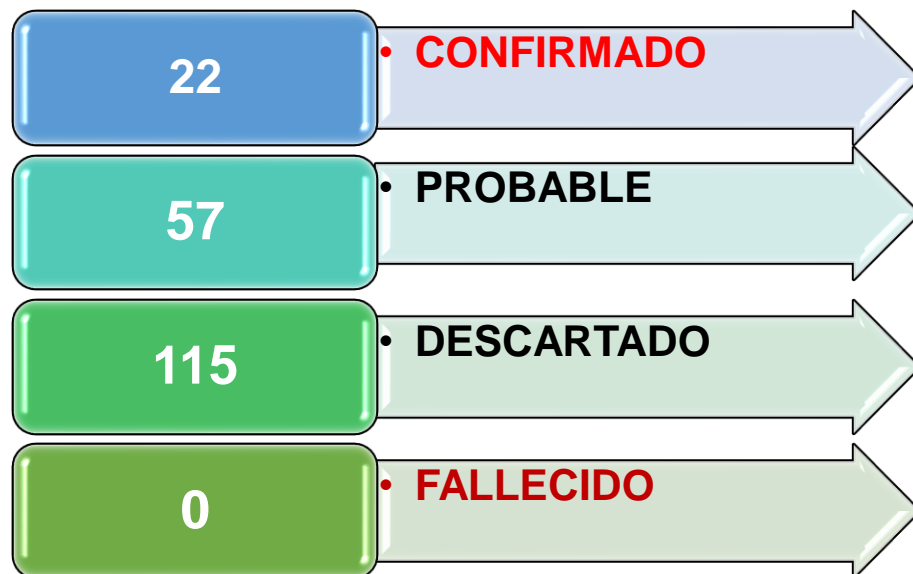 22
• CONFIRMADO
57
• PROBABLE
115
• DESCARTADO
0
• FALLECIDO